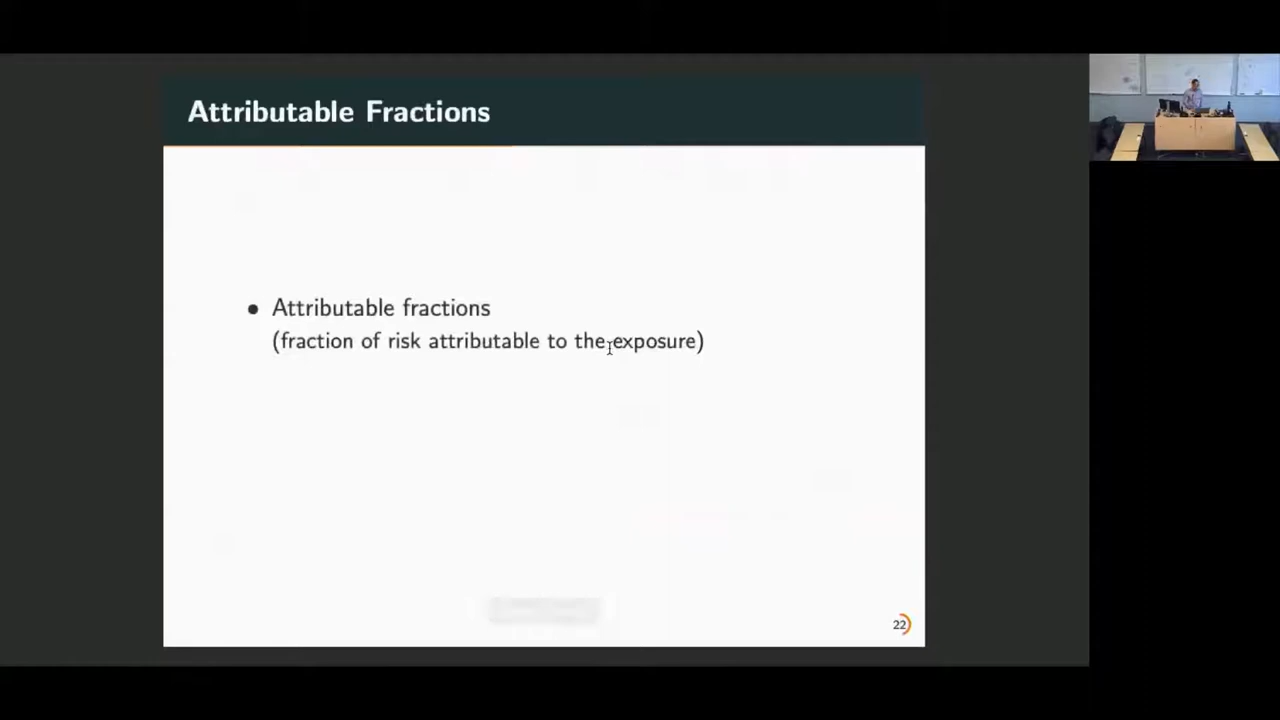 Attributable Fractions
• Attributable fractions
(fraction of risk attributable to the exposure)
22